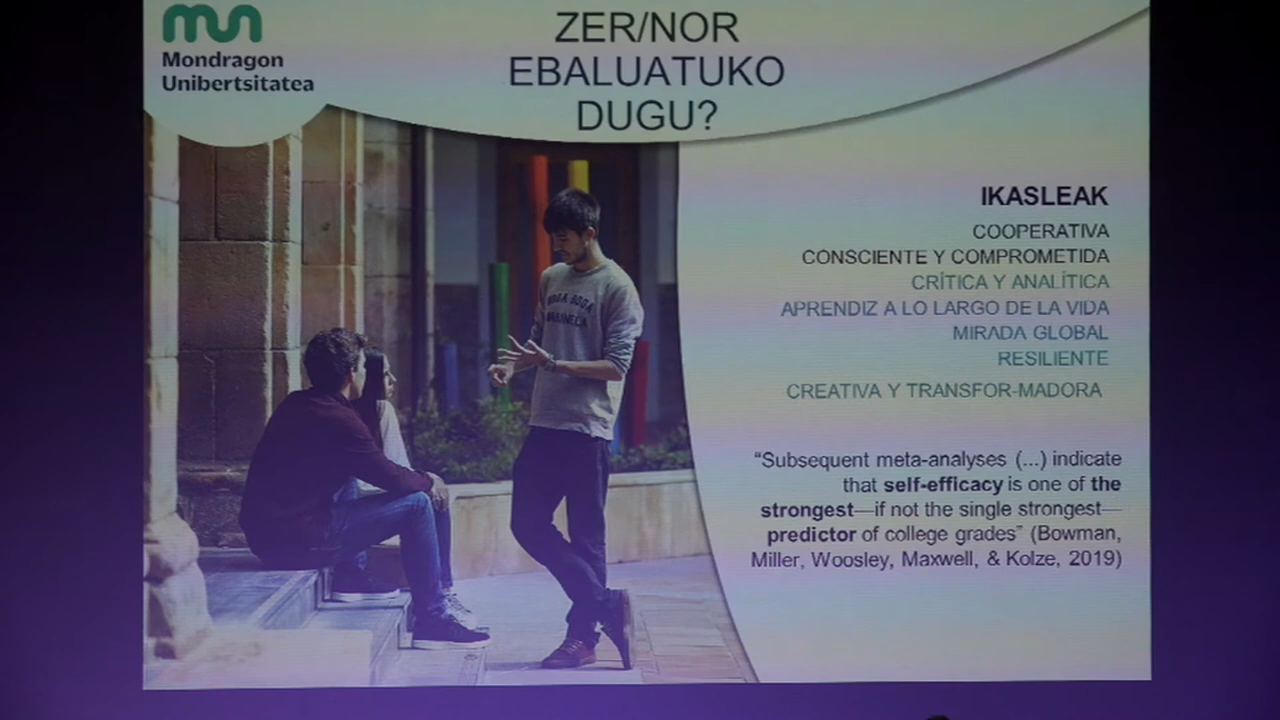 Mondragon
Unibertsitatea
ZER/NOR
EBALUATUKO
DUGU?
IKASLEAK
COOPERATIVA
CONSCIENTE Y COMPROMETIDA
CRÍTICA Y ANALÍTICA
APRENDIZ A LO LARGO DE LA VIDA
MIRADA GLOBAL
RESILIENTE
CREATIVA Y TRANSFOR-MADORA
“Subsequent meta-analyses (...) indicate
that self-efficacy is one of the
strongest—if not the single strongest—
predictor of college grades” (Bowman,
Miller, Woosley, Maxwell, & Kolze, 2019)